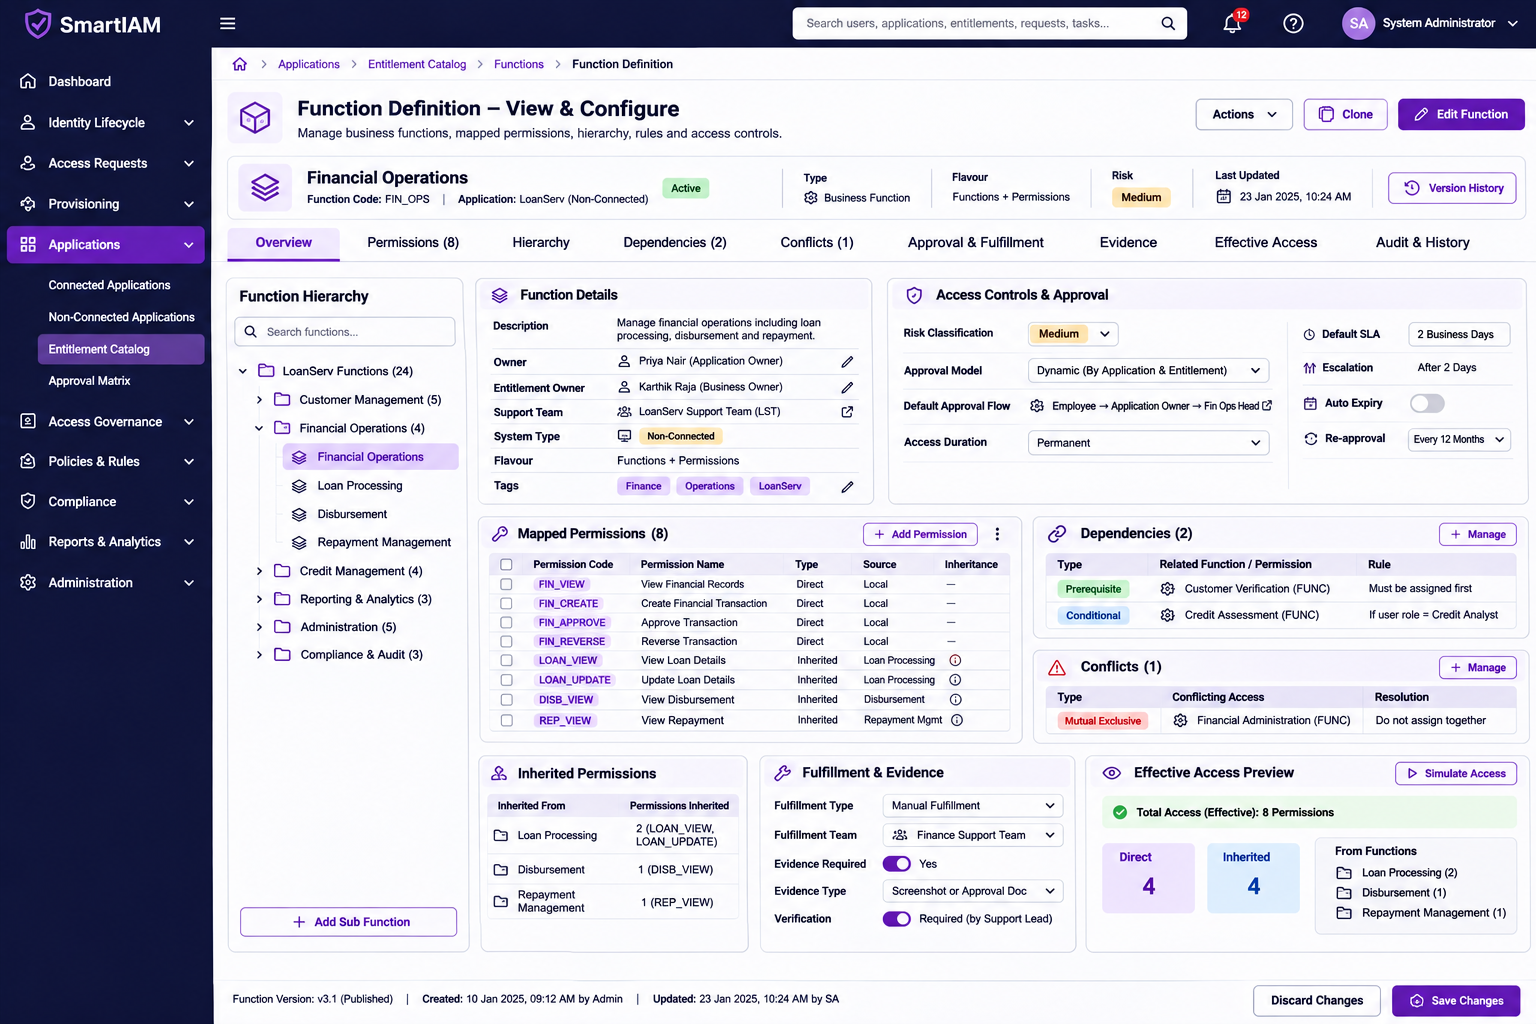 SmartIAM
Search users, applications, entitlements, requests, tasks...
12
SA
System Administrator
Dashboard
Identity Lifecycle
Access Requests
Provisioning
Applications
Connected Applications
Non-Connected Applications
Entitlement Catalog
Approval Matrix
Access Governance
Policies & Rules
Compliance
Reports & Analytics
Administration
Applications > Entitlement Catalog > Functions > Function Definition
Function Definition – View & Configure
Manage business functions, mapped permissions, hierarchy, rules and access controls.
Actions
Clone
Edit Function
Financial Operations
Function Code: FIN_OPS | Application: LoanServ (Non-Connected)
Active
Type
Business Function
Flavour
Functions + Permissions
Risk
Medium
Last Updated
23 Jan 2025, 10:24 AM
Version History
Overview
Permissions (8)
Hierarchy
Dependencies (2)
Conflicts (1)
Approval & Fulfillment
Evidence
Effective Access
Audit & History
Function Hierarchy
Search functions...
LoanServ Functions (24)
Customer Management (5)
Financial Operations (4)
Financial Operations
Loan Processing
Disbursement
Repayment Management
Credit Management (4)
Reporting & Analytics (3)
Administration (5)
Compliance & Audit (3)
+ Add Sub Function
Function Details
Description Manage financial operations including loan
processing, disbursement and repayment.
Owner Priya Nair (Application Owner)
Entitlement Owner Karthik Raja (Business Owner)
Support Team LoanServ Support Team (LST)
System Type Non-Connected
Flavour Functions + Permissions
Tags Finance Operations LoanServ
Access Controls & Approval
Risk Classification Medium
Approval Model Dynamic (By Application & Entitlement)
Default Approval Flow Employee → Application Owner → Fin Ops Head
Access Duration Permanent
Default SLA 2 Business Days
Escalation After 2 Days
Auto Expiry
Re-approval Every 12 Months
Mapped Permissions (8)
+ Add Permission
Permission Code Permission Name Type Source Inheritance
FIN_VIEW View Financial Records Direct Local —
FIN_CREATE Create Financial Transaction Direct Local —
FIN_APPROVE Approve Transaction Direct Local —
FIN_REVERSE Reverse Transaction Direct Local —
LOAN_VIEW View Loan Details Inherited Loan Processing
LOAN_UPDATE Update Loan Details Inherited Loan Processing
DISB_VIEW View Disbursement Inherited Disbursement
REP_VIEW View Repayment Inherited Repayment Mgmt
Dependencies (2)
+ Manage
Type Related Function / Permission Rule
Prerequisite Customer Verification (FUNC) Must be assigned first
Conditional Credit Assessment (FUNC) If user role = Credit Analyst
Conflicts (1)
+ Manage
Type Conflicting Access Resolution
Mutual Exclusive Financial Administration (FUNC) Do not assign together
Inherited Permissions
Inherited From Permissions Inherited
Loan Processing 2 (LOAN_VIEW,
LOAN_UPDATE)
Disbursement 1 (DISB_VIEW)
Repayment
Management 1 (REP_VIEW)
Fulfillment & Evidence
Fulfillment Type Manual Fulfillment
Fulfillment Team Finance Support Team
Evidence Required Yes
Evidence Type Screenshot or Approval Doc
Verification Required (by Support Lead)
Effective Access Preview
Simulate Access
Total Access (Effective): 8 Permissions
Direct
4
Inherited
4
From Functions
Loan Processing (2)
Disbursement (1)
Repayment Management (1)
Function Version: v3.1 (Published) | Created: 10 Jan 2025, 09:12 AM by Admin | Updated: 23 Jan 2025, 10:24 AM by SA
Discard Changes
Save Changes